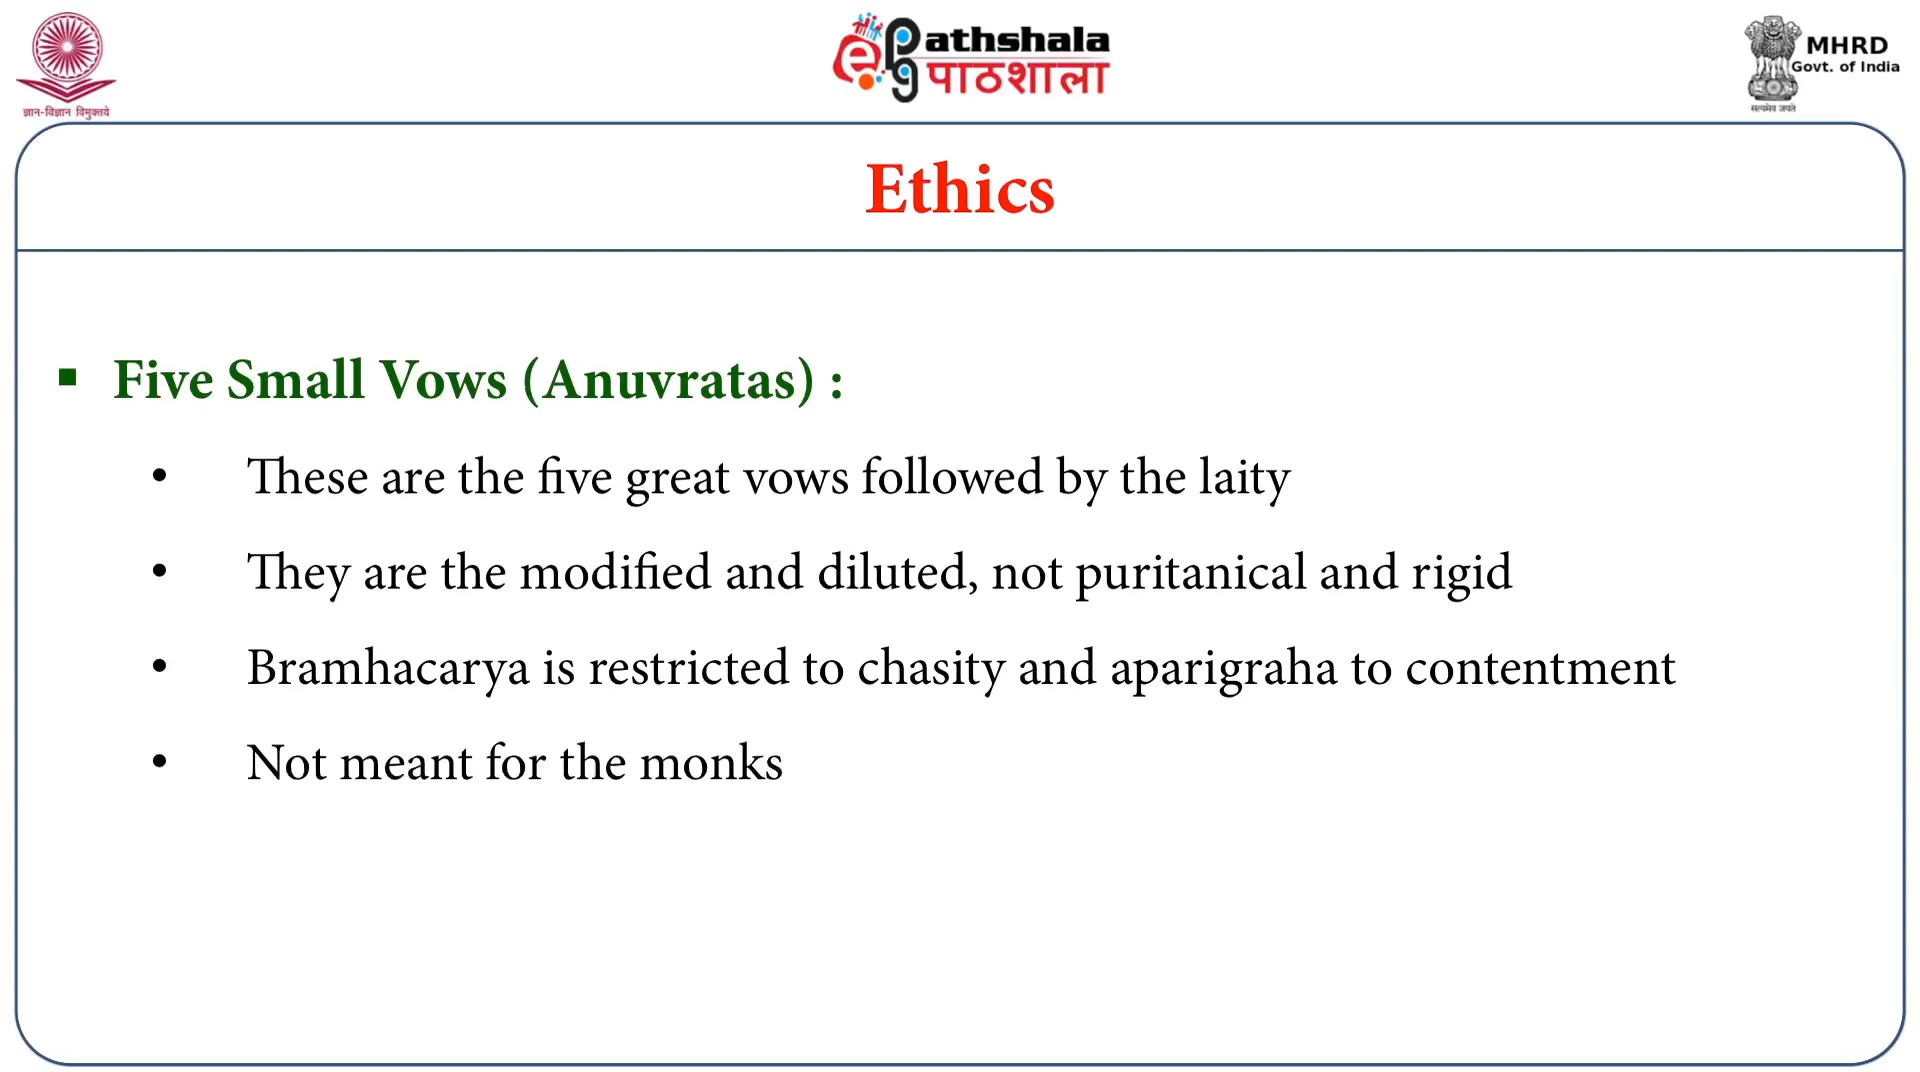 ज्ञान-विज्ञान विमुक्तये
ePG Pathshala
पाठशाला
MHRD
Govt. of India
सत्यमेव जयते
Ethics
▪ Five Small Vows (Anuvratas) :
• These are the five great vows followed by the laity
• They are the modified and diluted, not puritanical and rigid
• Bramhacarya is restricted to chasity and aparigraha to contentment
• Not meant for the monks